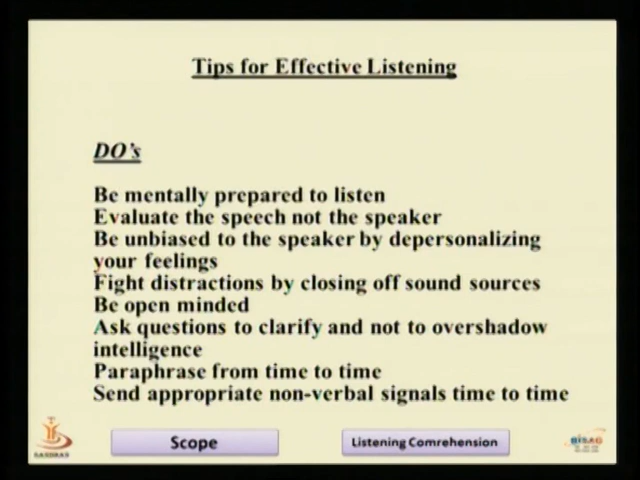 Tips for Effective Listening
DO's
Be mentally prepared to listen
Evaluate the speech not the speaker
Be unbiased to the speaker by depersonalizing
your feelings
Fight distractions by closing off sound sources
Be open minded
Ask questions to clarify and not to overshadow
intelligence
Paraphrase from time to time
Send appropriate non-verbal signals time to time
Scope
Listening Comrehension
BISAG